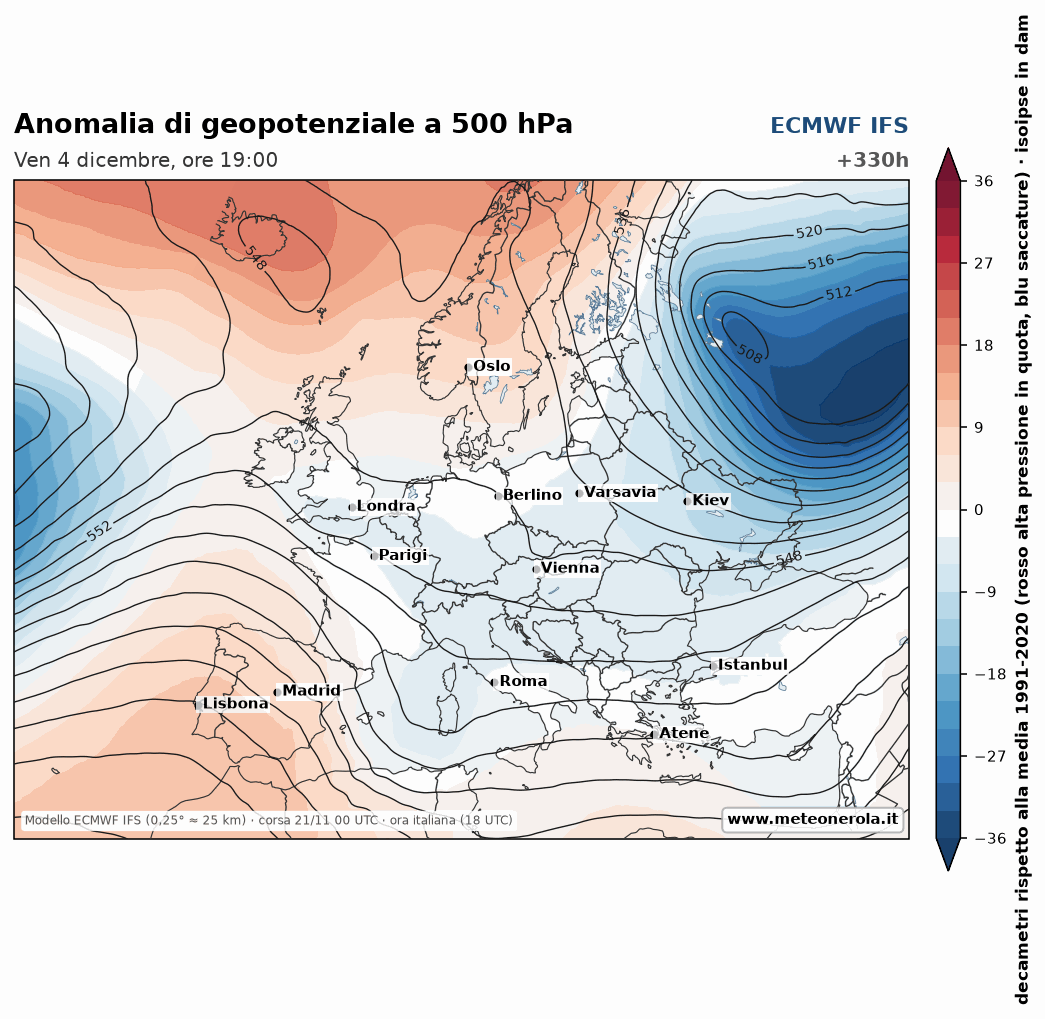 Anomalia di geopotenziale a 500 hPa
ECMWF IFS
Ven 4 dicembre, ore 19:00
+330h
548
536
520
516
512
508
552
548
Oslo
Berlino
Varsavia
Kiev
Londra
Parigi
Vienna
Istanbul
Roma
Madrid
Lisbona
Atene
Modello ECMWF IFS (0,25° ≈ 25 km) · corsa 21/11 00 UTC · ora italiana (18 UTC)
www.meteonerola.it
36
27
18
9
0
−9
−18
−27
−36
decametri rispetto alla media 1991-2020 (rosso alta pressione in quota, blu saccature) · isoipse in dam